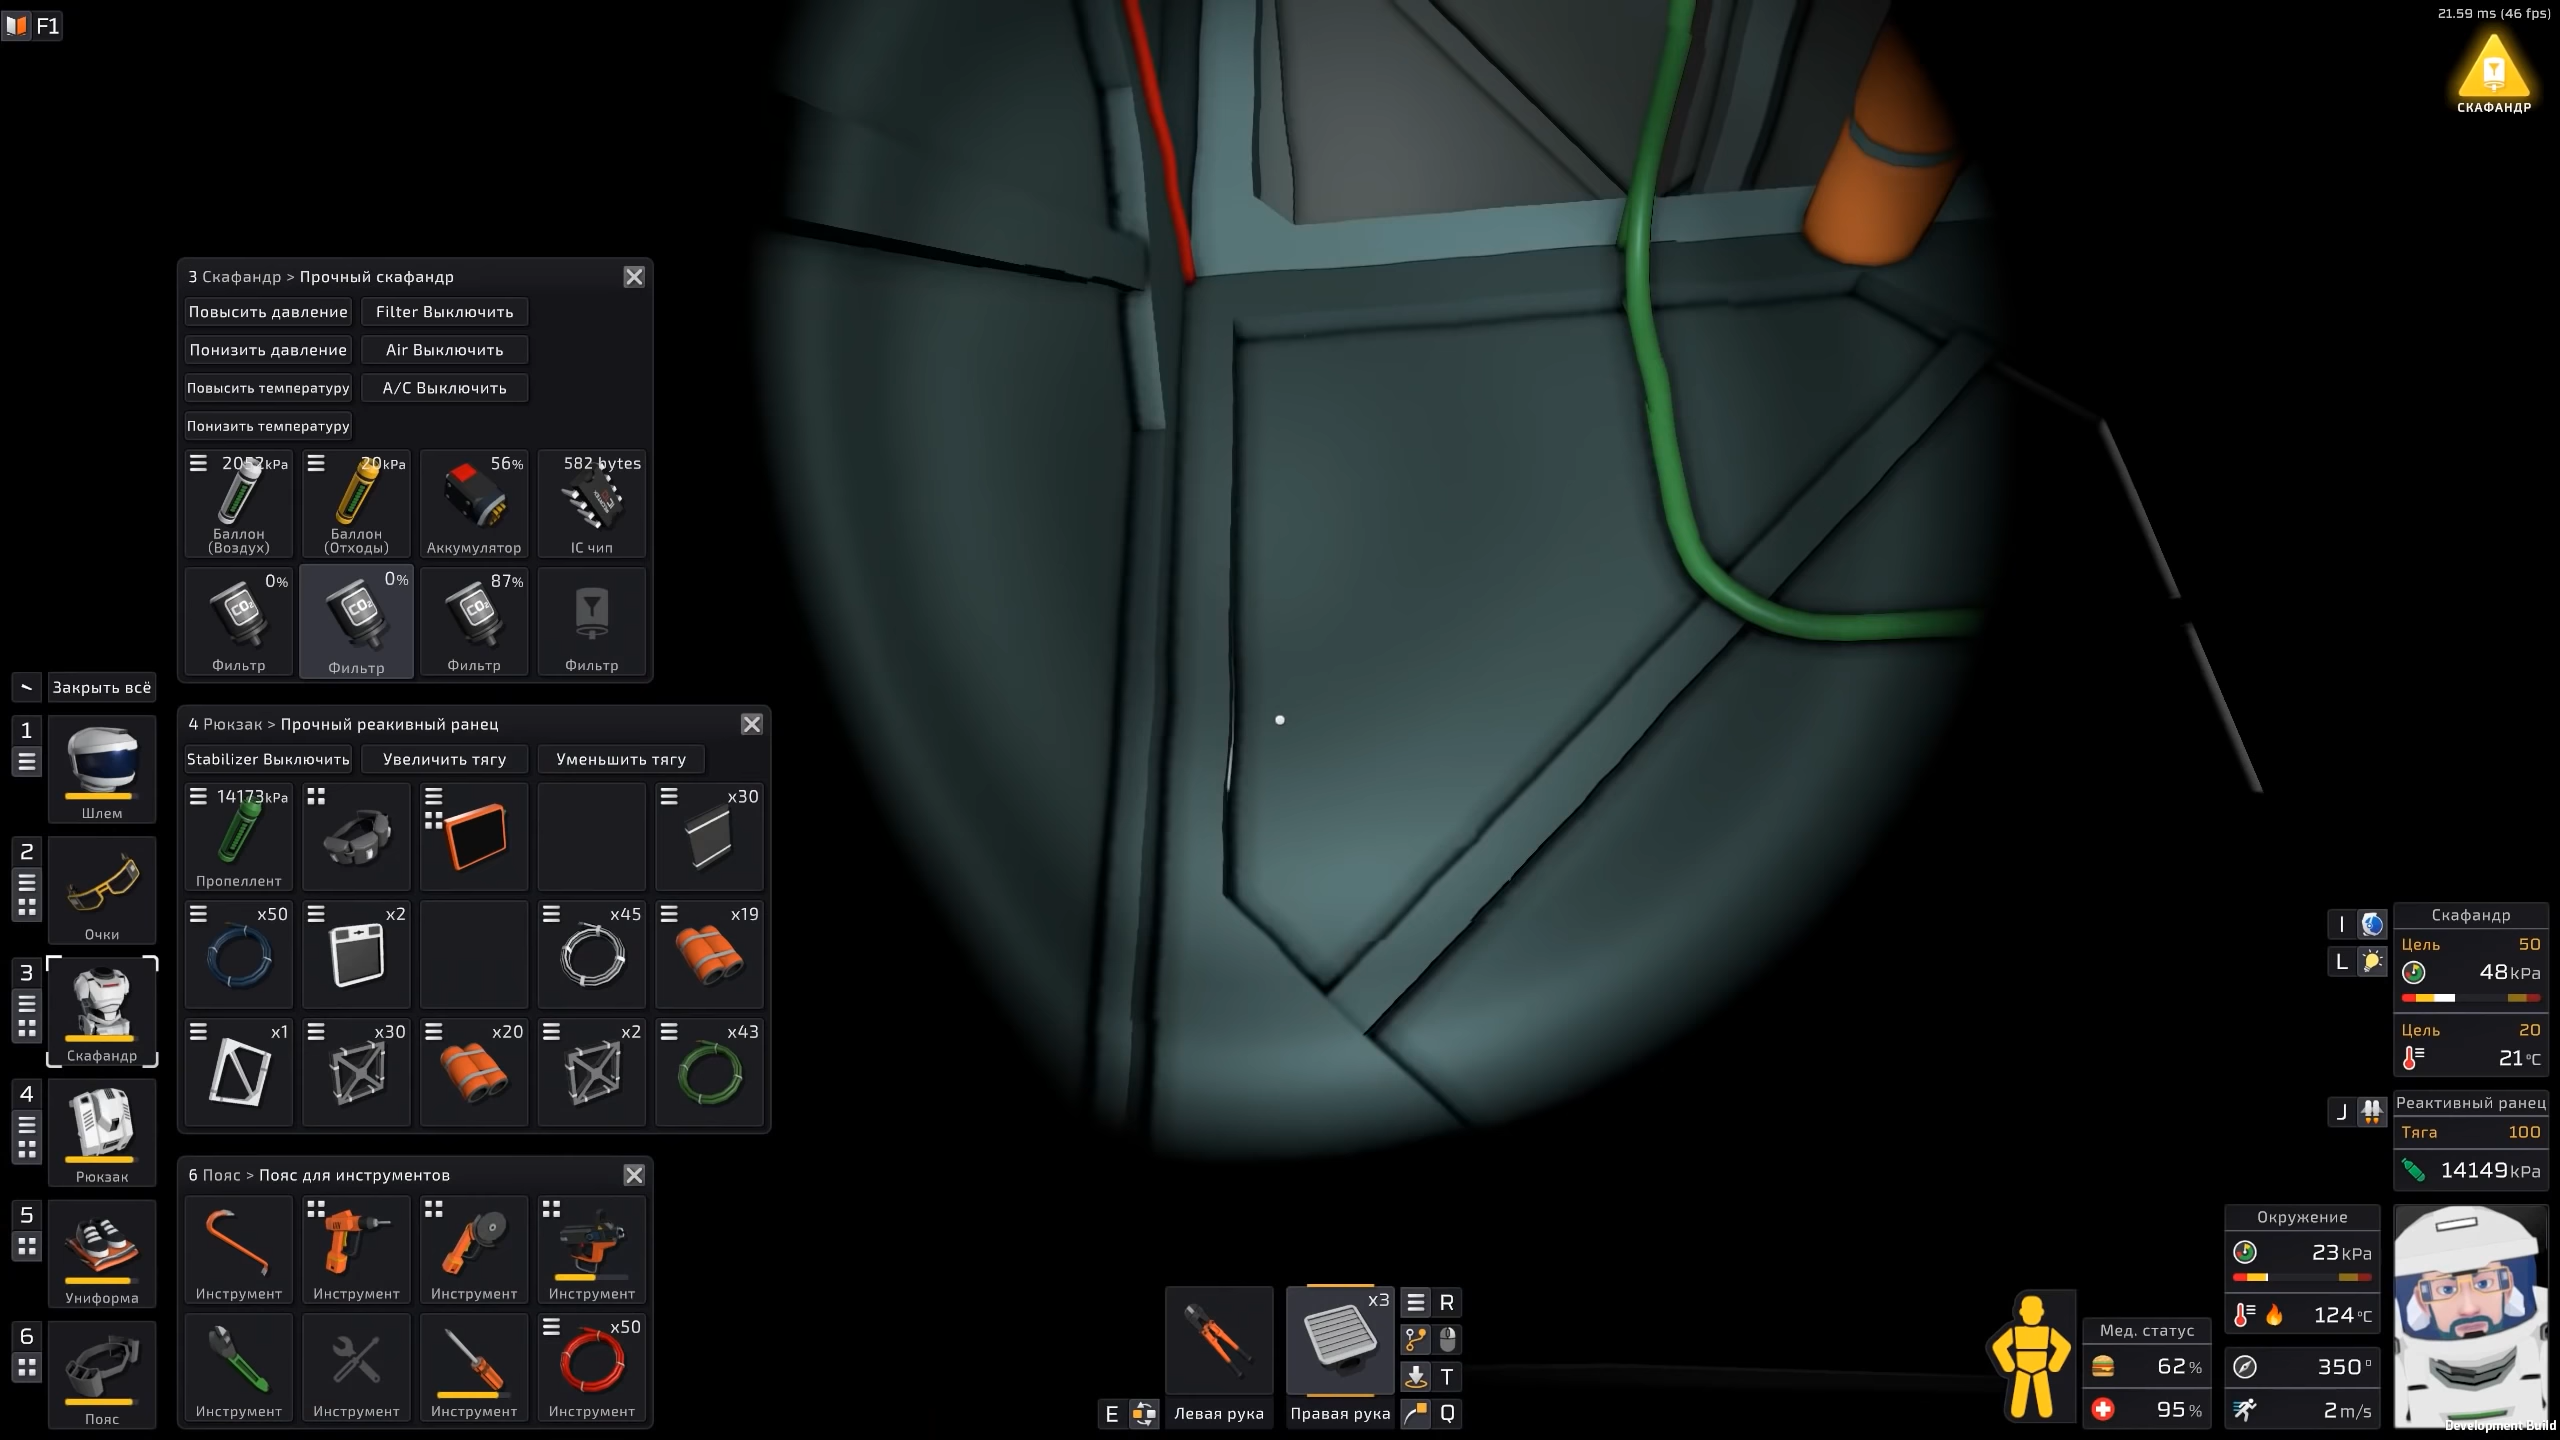 F1
21.59 ms (46 fps)
СКАФАНДР
3 Скафандр > Прочный скафандр
Повысить давление
Filter Выключить
Понизить давление
Air Выключить
Повысить температуру
A/C Выключить
Понизить температуру
2052kPa
20kPa
56%
582 bytes
Баллон (Воздух)
Баллон (Отходы)
Аккумулятор
IC чип
0%
0%
87%
CO₂
CO₂
CO₂
Фильтр
Фильтр
Фильтр
Фильтр
Закрыть всё
1
Шлем
2
Очки
3
Скафандр
4
Рюкзак
5
Униформа
6
Пояс
4 Рюкзак > Прочный реакивный ранец
Stabilizer Выключить
Увеличить тягу
Уменьшить тягу
14173kPa
x30
Пропеллент
x50
x2
x45
x19
x1
x30
x20
x2
x43
6 Пояс > Пояс для инструментов
Инструмент
Инструмент
Инструмент
Инструмент
x50
Инструмент
Инструмент
Инструмент
Инструмент
E
Левая рука
x3
Правая рука
R
T
Q
I
L
Скафандр
Цель 50
48kPa
Цель 20
21°C
J
Реактивный ранец
Тяга 100
14149kPa
Окружение
23kPa
124°C
Мед. статус
62%
95%
350°
2m/s
Development Build